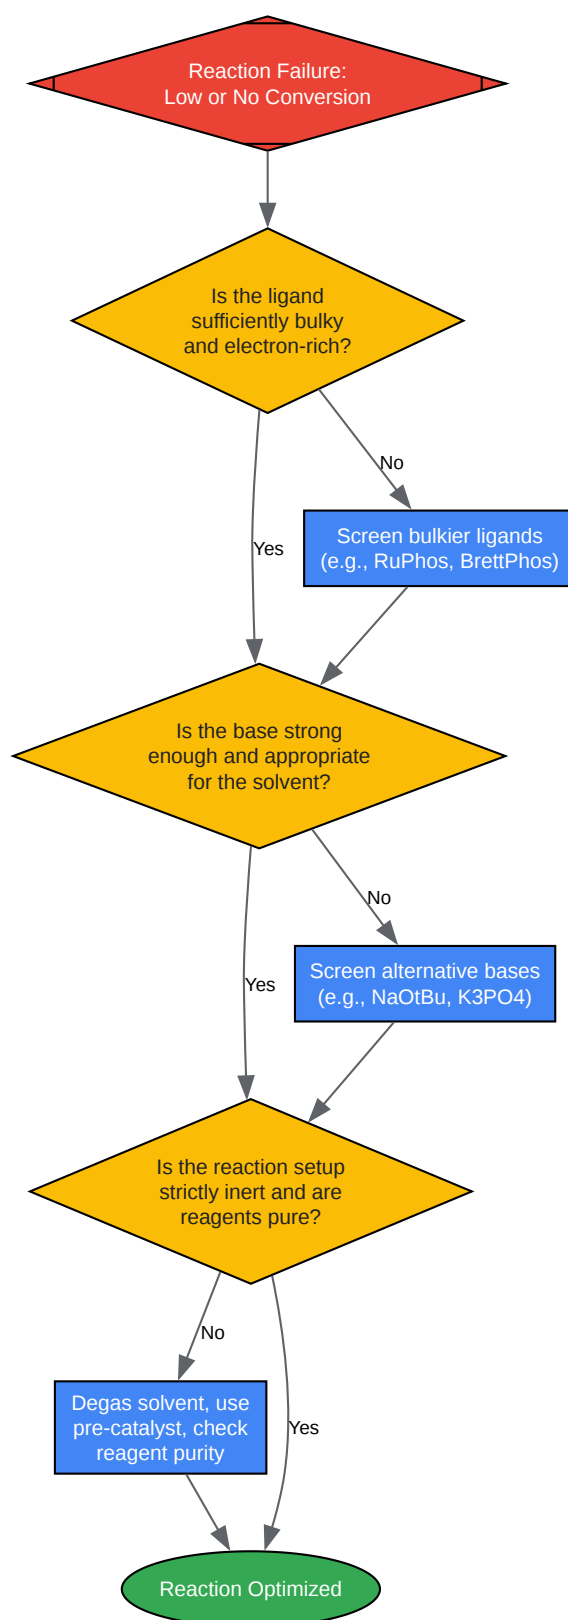 Reaction Failure:
Low or No Conversion
Is the ligand
sufficiently bulky
and electron-rich?
No
Screen bulkier ligands
(e.g., RuPhos, BrettPhos)
Yes
Is the base strong
enough and appropriate
for the solvent?
No
Screen alternative bases
(e.g., NaOtBu, K3PO4)
Yes
Is the reaction setup
strictly inert and are
reagents pure?
No
Degas solvent, use
pre-catalyst, check
reagent purity
Yes
Reaction Optimized